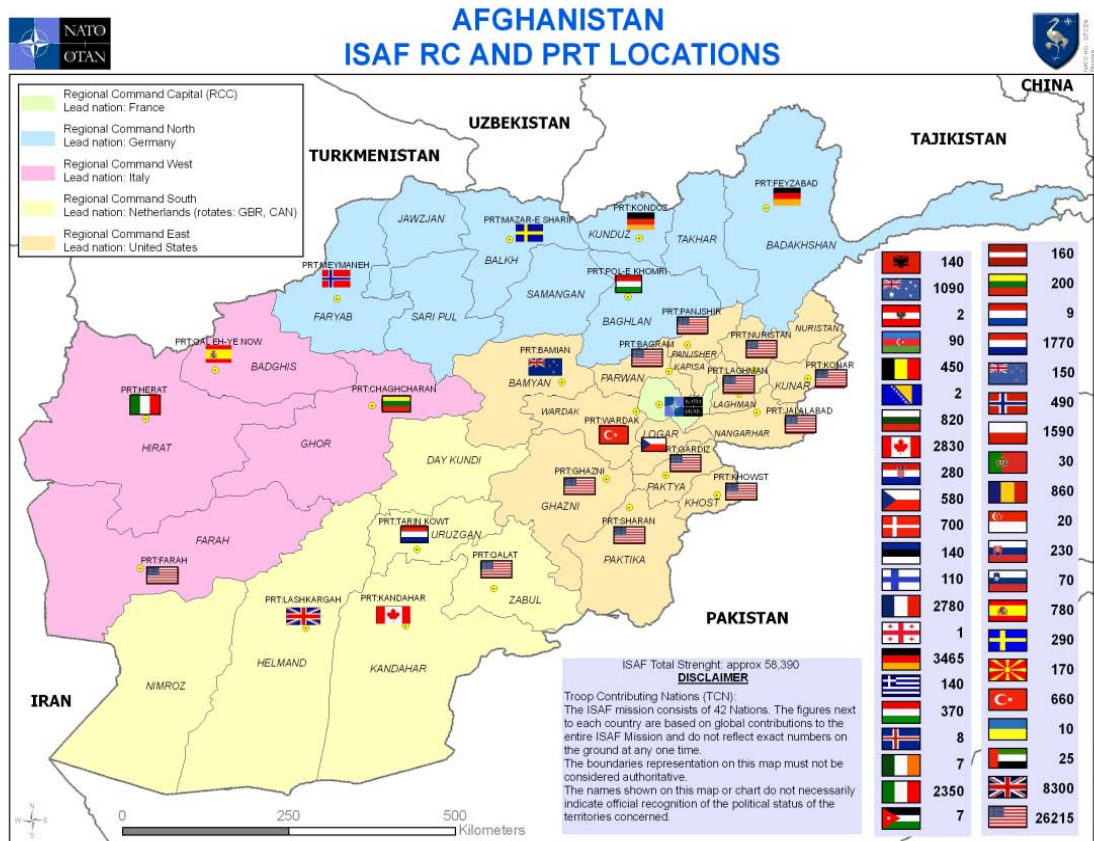 AFGHANISTAN
ISAF RC AND PRT LOCATIONS
NATO
OTAN
Regional Command Capital (RCC)
Lead nation: France
Regional Command North
Lead nation: Germany
Regional Command West
Lead nation: Italy
Regional Command South
Lead nation: Netherlands (rotates: GBR, CAN)
Regional Command East
Lead nation: United States
CHINA
UZBEKISTAN
TAJIKISTAN
TURKMENISTAN
PRT:FEYZABAD
JAWZJAN
PRT:MAZAR-E SHARIF
PRT:KONDOZ
KUNDUZ
TAKHAR
BADAKHSHAN
BALKH
PRT:MEYMANEH
SAMANGAN
PRT:POL-E KHOMRI
FARYAB
SARI PUL
BAGHLAN
PRT:PANJSHIR
NURISTAN
PRT:NURISTAN
PRT:QAL'EH-YE NOW
BADGHIS
PRT:BAMIAN
PRT:BAGRAM
PANJSHER
KAPISA
PRT:LAGHMAN
PRT:KONAR
PRT:HERAT
PRT:CHAGHCHARAN
BAMYAN
PARWAN
KUNAR
NATO
OTAN
LAGHMAN
WARDAK
PRT:WARDAK
PRT:JALALABAD
HIRAT
GHOR
LOGAR
NANGARHAR
DAY KUNDI
PRT:GARDIZ
PRT:GHAZNI
PRT:KHOWST
PAKTYA
KHOST
GHAZNI
FARAH
PRT:TARIN KOWT
URUZGAN
PRT:SHARAN
PRT:FARAH
PRT:QALAT
PAKTIKA
ZABUL
PRT:LASHKARGAH
PRT:KANDAHAR
PAKISTAN
HELMAND
KANDAHAR
NIMROZ
IRAN
ISAF Total Strenght: approx 58,390
DISCLAIMER
Troop Contributing Nations (TCN):
The ISAF mission consists of 42 Nations. The figures next
to each country are based on global contributions to the
entire ISAF Mission and do not reflect exact numbers on
the ground at any one time.
The boundaries representation on this map must not be
considered authoritative.
The names shown on this map or chart do not necessarily
indicate official recognition of the political status of the
territories concerned.
N
W
E
S
0
250
500
Kilometers
140
1090
2
90
450
2
820
2830
280
580
700
140
110
2780
1
3465
140
370
8
7
2350
7
160
200
9
1770
150
490
1590
30
860
20
230
70
780
290
170
660
10
25
8300
26215